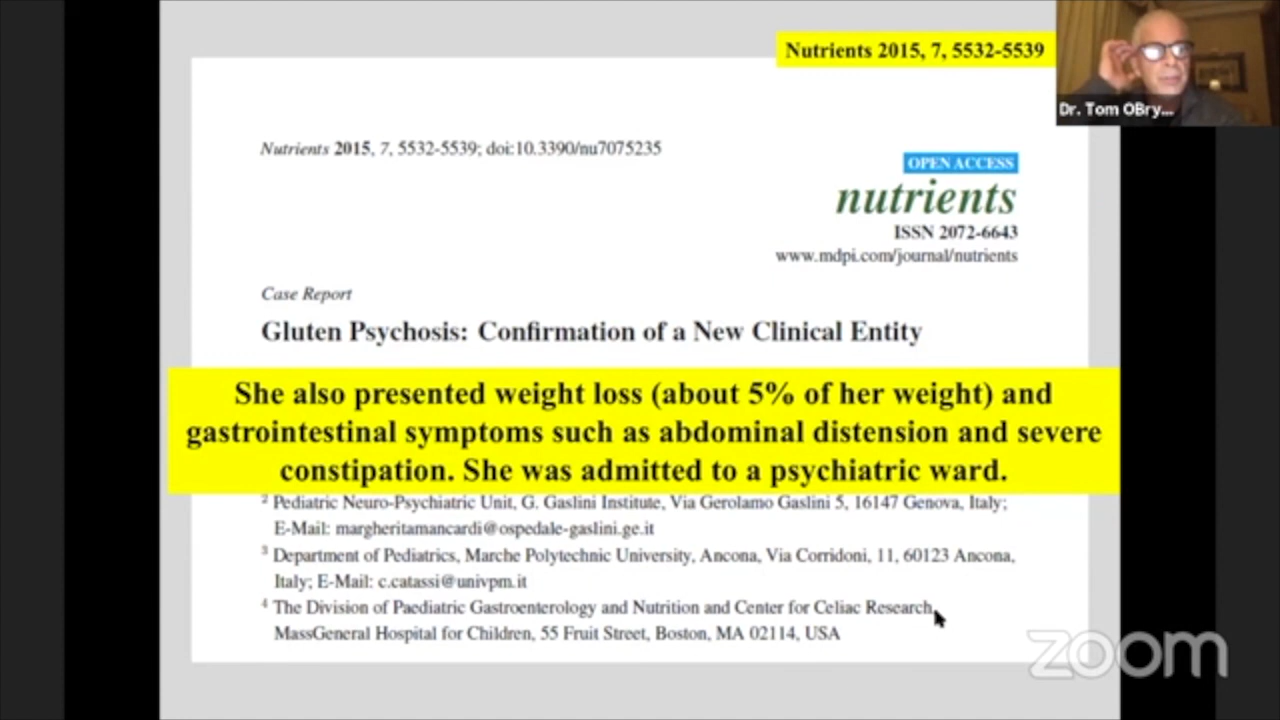 Nutrients 2015, 7, 5532-5539
Dr. Tom OBry...
Nutrients 2015, 7, 5532-5539; doi:10.3390/nu7075235
OPEN ACCESS
nutrients
ISSN 2072-6643
www.mdpi.com/journal/nutrients
Case Report
Gluten Psychosis: Confirmation of a New Clinical Entity
She also presented weight loss (about 5% of her weight) and
gastrointestinal symptoms such as abdominal distension and severe
constipation. She was admitted to a psychiatric ward.
2 Pediatric Neuro-Psychiatric Unit, G. Gaslini Institute, Via Gerolamo Gaslini 5, 16147 Genova, Italy;
E-Mail: margheritamancardi@ospedale-gaslini.ge.it
3 Department of Pediatrics, Marche Polytechnic University, Ancona, Via Corridoni, 11, 60123 Ancona,
Italy; E-Mail: c.catassi@univpm.it
4 The Division of Paediatric Gastroenterology and Nutrition and Center for Celiac Research,
MassGeneral Hospital for Children, 55 Fruit Street, Boston, MA 02114, USA
zoom